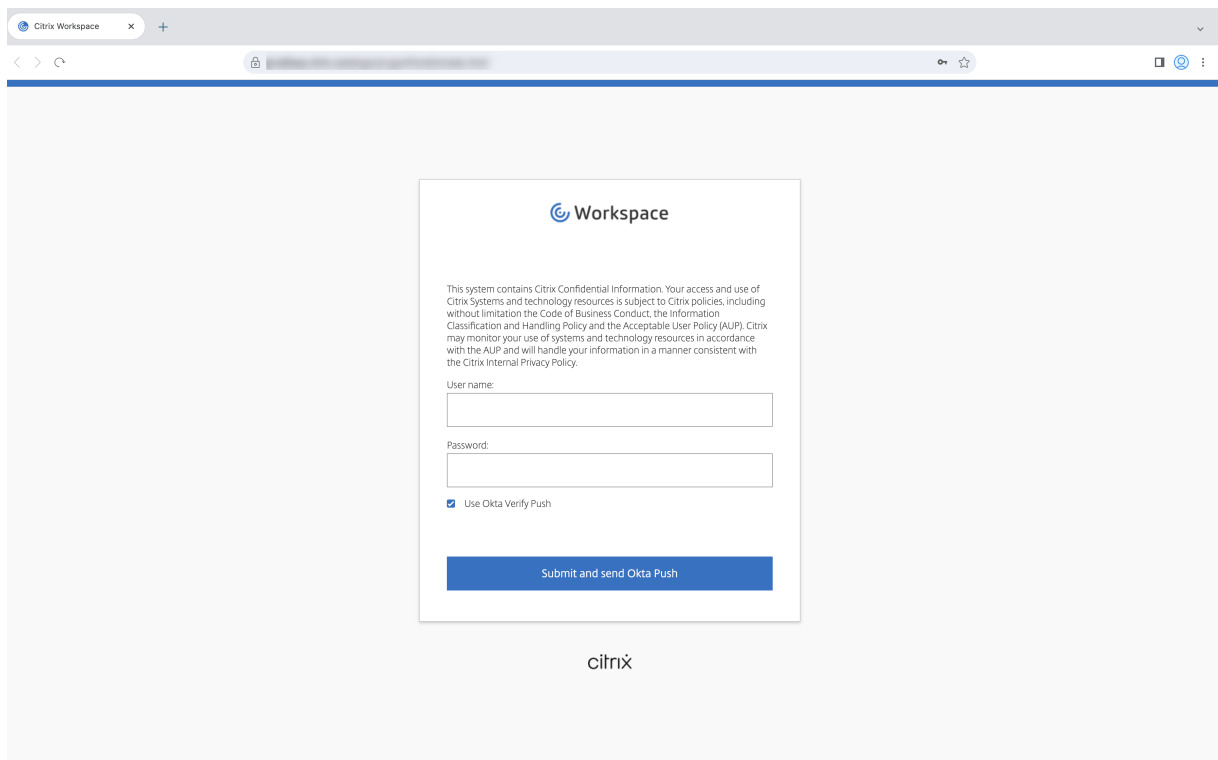 Citrix Workspace
Workspace
This system contains Citrix Confidential Information. Your access and use of
Citrix Systems and technology resources is subject to Citrix policies, including
without limitation the Code of Business Conduct, the Information
Classification and Handling Policy and the Acceptable User Policy (AUP). Citrix
may monitor your use of systems and technology resources in accordance
with the AUP and will handle your information in a manner consistent with
the Citrix Internal Privacy Policy.
User name:
Password:
Use Okta Verify Push
Submit and send Okta Push
citrix